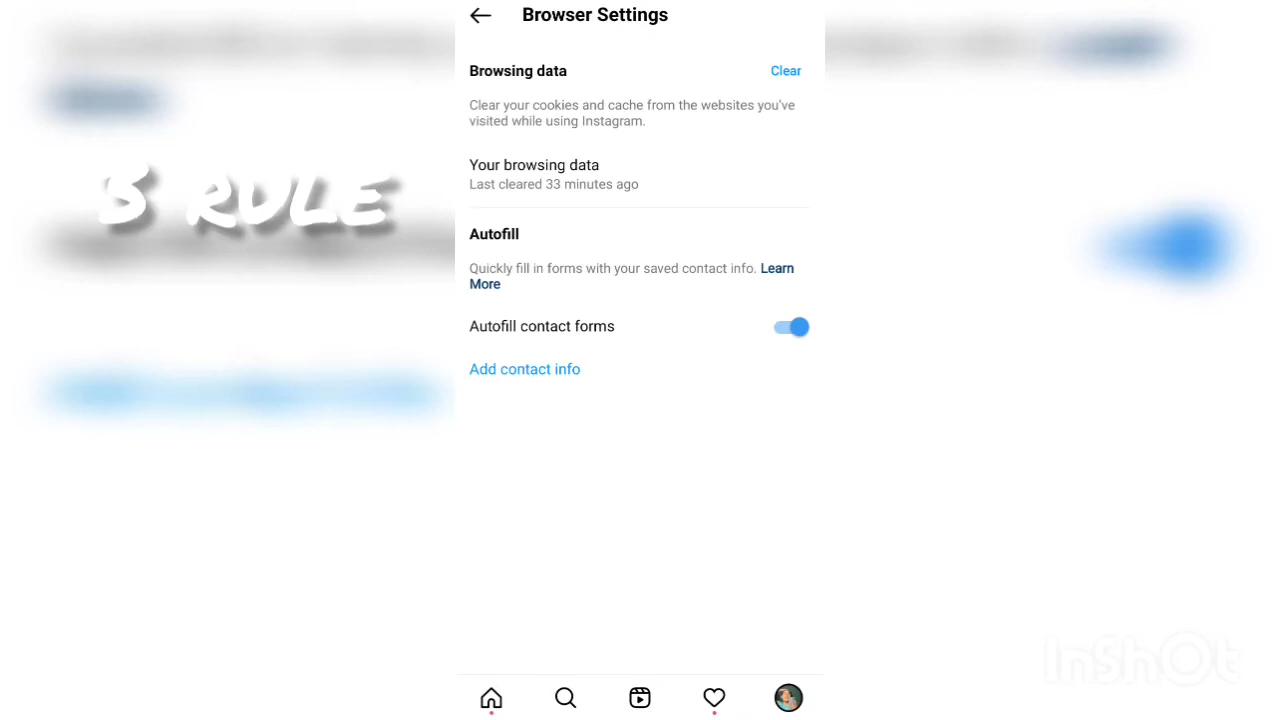 Browser Settings
Browsing data
Clear
Clear your cookies and cache from the websites you've
visited while using Instagram.
Your browsing data
Last cleared 33 minutes ago
Autofill
Quickly fill in forms with your saved contact info. Learn
More
Autofill contact forms
Add contact info
S RULE
InShOt